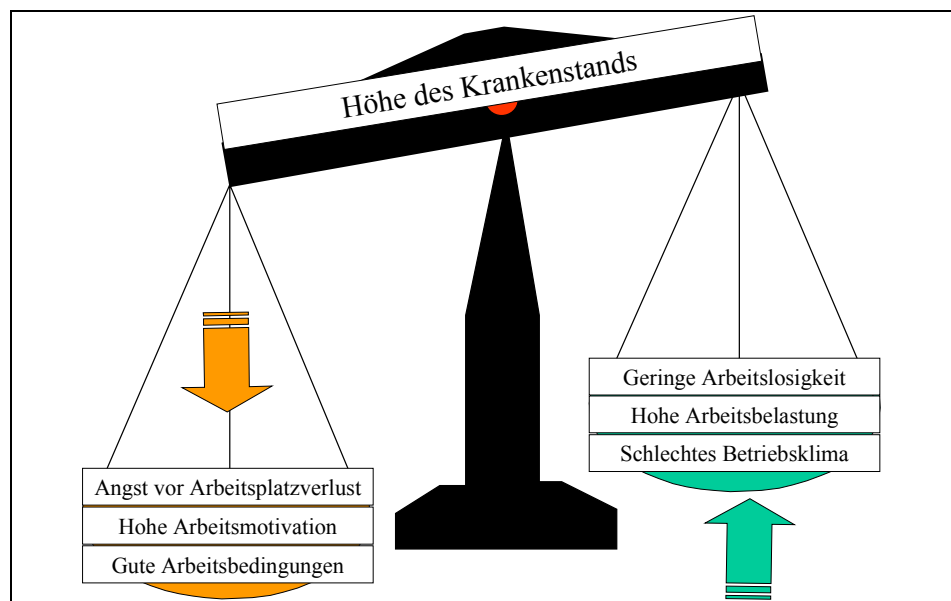 Höhe des Krankenstands
Geringe Arbeitslosigkeit
Hohe Arbeitsbelastung
Schlechtes Betriebsklima
Angst vor Arbeitsplatzverlust
Hohe Arbeitsmotivation
Gute Arbeitsbedingungen